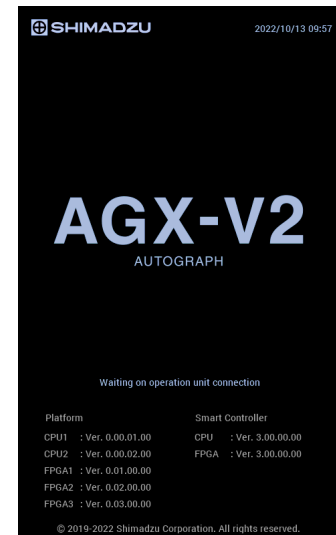 SHIMADZU 2022/10/13 09:57
AGX-V2
AUTOGRAPH
Waiting on operation unit connection
Platform Smart Controller
CPU1 : Ver. 0.00.01.00 CPU : Ver. 3.00.00.00
CPU2 : Ver. 0.00.02.00 FPGA : Ver. 3.00.00.00
FPGA1 : Ver. 0.01.00.00
FPGA2 : Ver. 0.02.00.00
FPGA3 : Ver. 0.03.00.00
© 2019-2022 Shimadzu Corporation. All rights reserved.